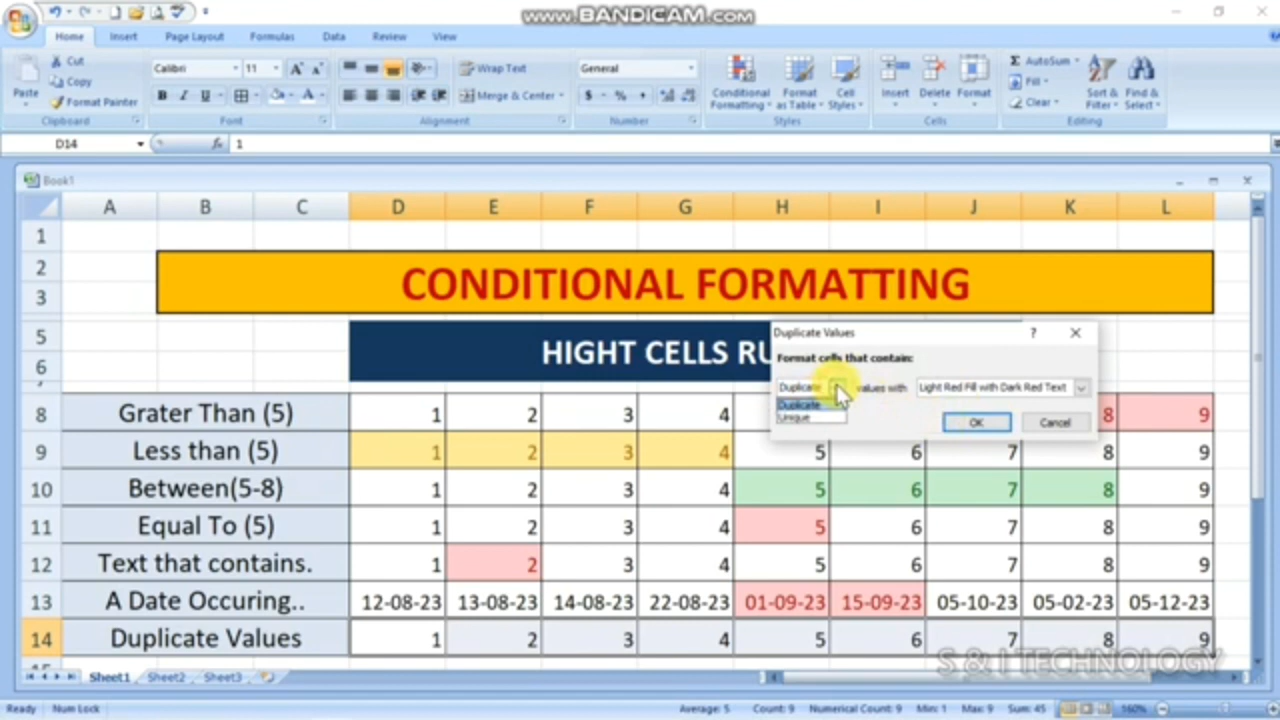 WWW.BANDICAM.COM
Home Insert Page Layout Formulas Data Review View
Cut
Copy
Format Painter
Paste
Clipboard
Calibri 11
B I U
Font
Wrap Text
Merge & Center
Alignment
General
$ % ,
Number
Conditional Formatting
Format as Table
Cell Styles
Styles
Insert Delete Format
Cells
Σ AutoSum
Fill
Clear
Sort & Filter
Find & Select
Editing
D14 fx 1
Book1
A B C D E F G H I J K L
1
2 CONDITIONAL FORMATTING
3
5 HIGHT CELLS RU
6
Duplicate Values ?
Format cells that contain:
Duplicate values with Light Red Fill with Dark Red Text
Duplicate
Unique
OK Cancel
8 Grater Than (5) 1 2 3 4 8 9
9 Less than (5) 1 2 3 4 5 6 7 8 9
10 Between(5-8) 1 2 3 4 5 6 7 8 9
11 Equal To (5) 1 2 3 4 5 6 7 8 9
12 Text that contains. 1 2 3 4 5 6 7 8 9
13 A Date Occuring.. 12-08-23 13-08-23 14-08-23 22-08-23 01-09-23 15-09-23 05-10-23 05-02-23 05-12-23
14 Duplicate Values 1 2 3 4 5 6 7 8 9
S & I TECHNOLOGY
Sheet1 Sheet2 Sheet3
Ready Num Lock Average: 5 Count: 9 Numerical Count: 9 Min: 1 Max: 9 Sum: 45 160%